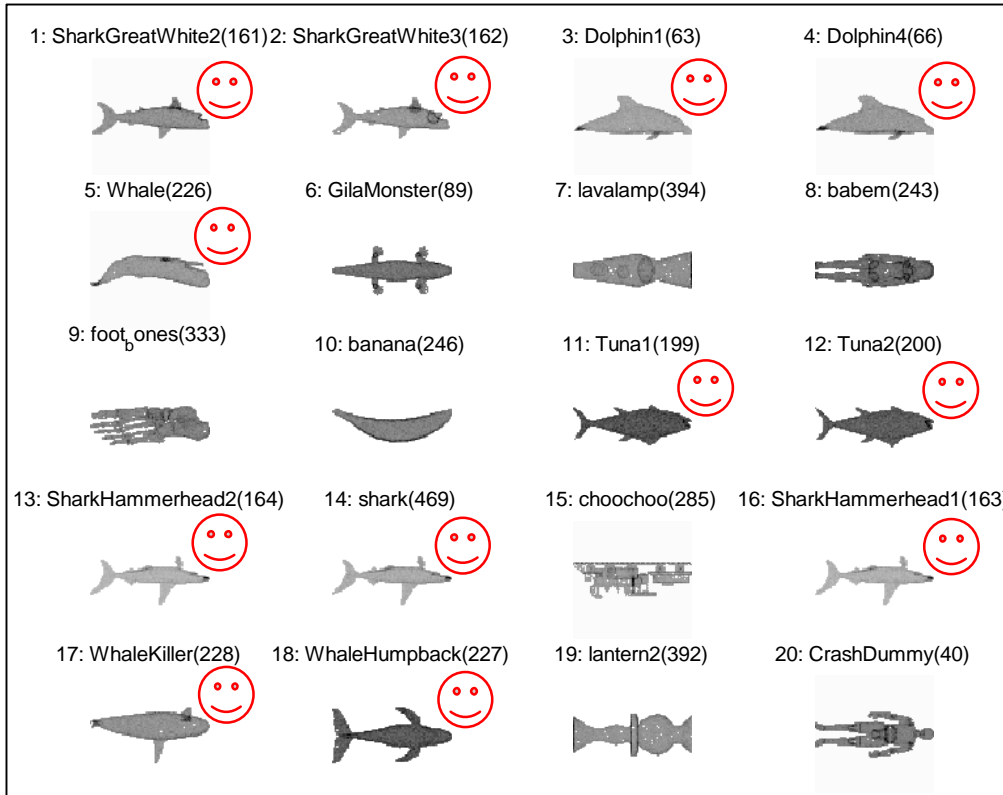 1: SharkGreatWhite2(161) 2: SharkGreatWhite3(162) 3: Dolphin1(63) 4: Dolphin4(66)
5: Whale(226) 6: GilaMonster(89) 7: lavalamp(394) 8: babem(243)
9: foot_bones(333) 10: banana(246) 11: Tuna1(199) 12: Tuna2(200)
13: SharkHammerhead2(164) 14: shark(469) 15: choochoo(285) 16: SharkHammerhead1(163)
17: WhaleKiller(228) 18: WhaleHumpback(227) 19: lantern2(392) 20: CrashDummy(40)